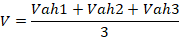 V = Vah1 + Vah2 + Vah3
3